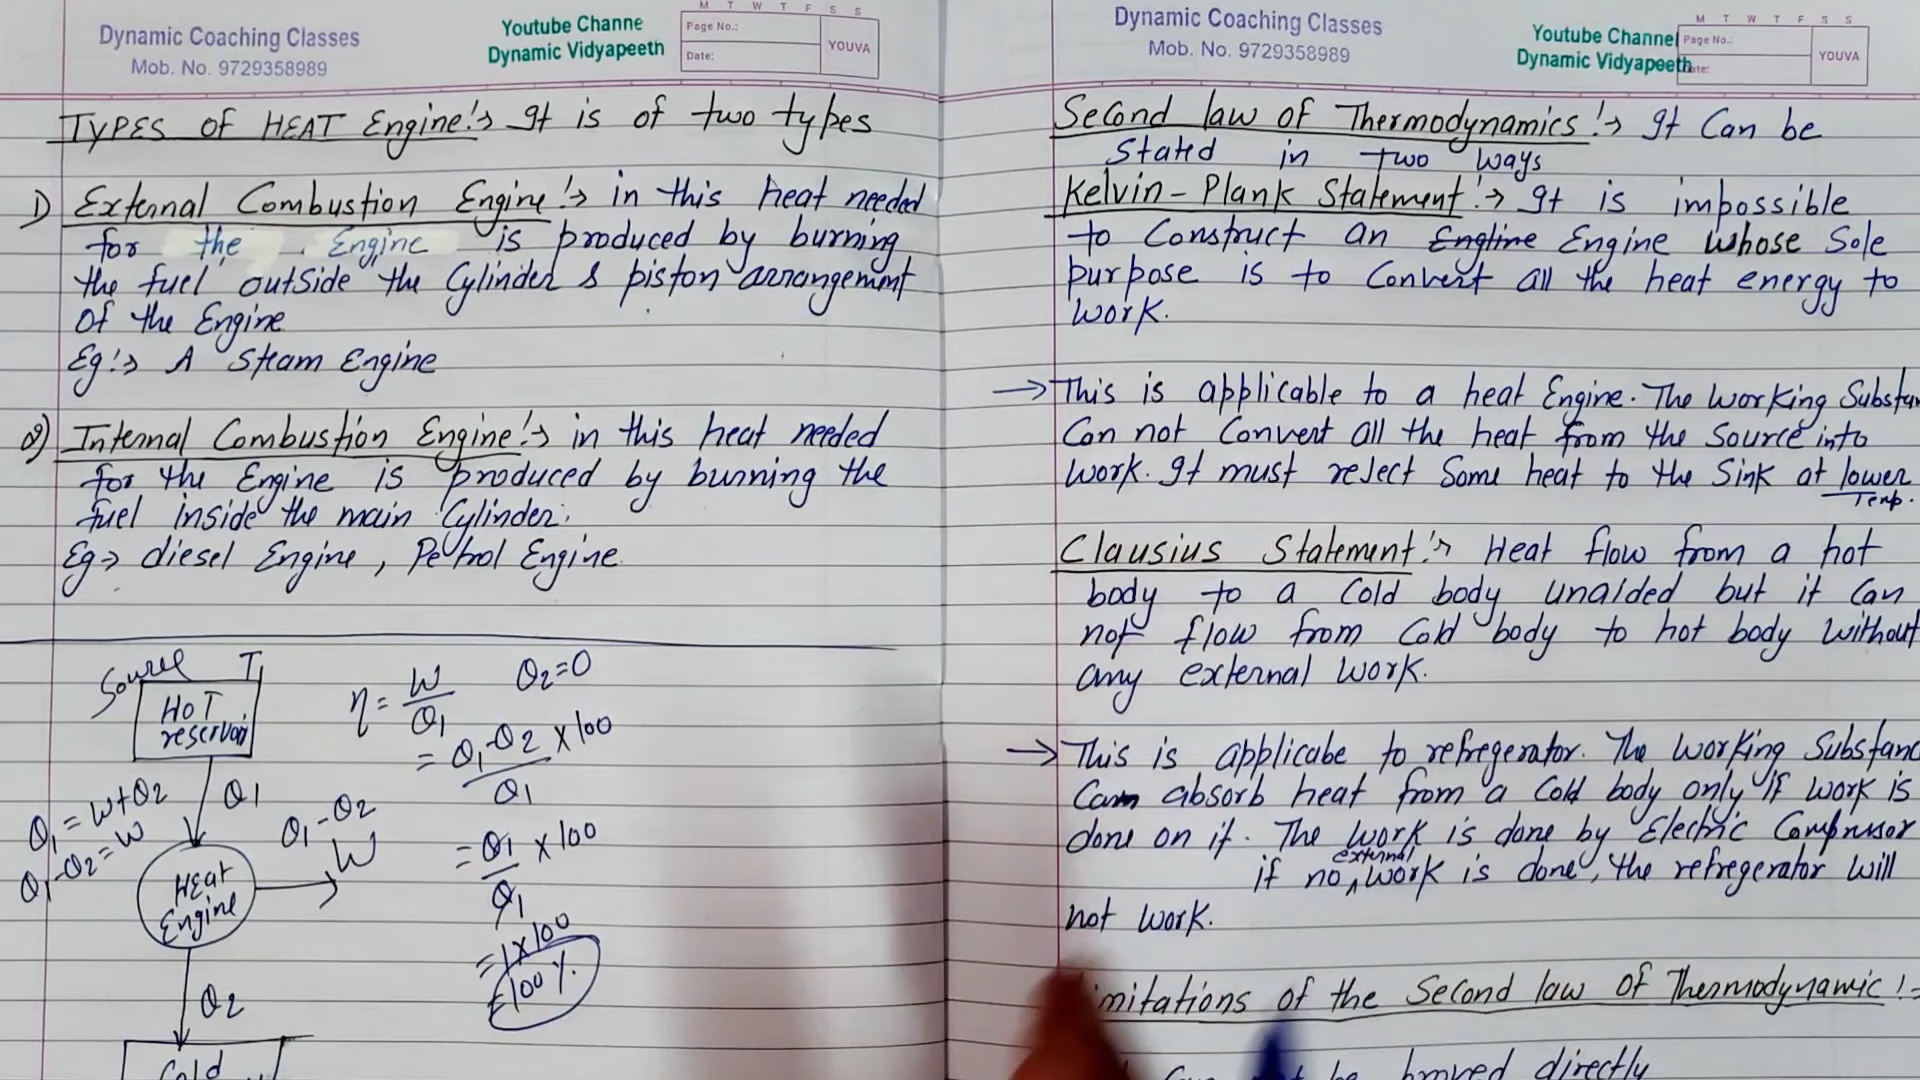 Dynamic Coaching Classes
Mob. No. 9729358989
Youtube Channe
Dynamic Vidyapeeth
M T W T F S S
Page No.:
Date:
YOUVA
TYPES OF HEAT Engine:→ It is of two types
1) External Combustion Engine:→ in this heat needed
for the Engine is produced by burning
the fuel outside the Cylinder & piston arrangement
Of the Engine
Eg:→ A Steam Engine
2) Internal Combustion Engine:→ in this heat needed
for the Engine is produced by burning the
fuel inside the main Cylinder.
Eg→ diesel Engine, Petrol Engine
Source T1
HOT
reservoir
Q1 = W+Q2
Q1-Q2=W
Q1
Q1-Q2
W
HEat
Engine
Q2
Cold
η = W/Q1
Q2=0
= Q1-Q2/Q1 × 100
= Q1/Q1 × 100
= 1×100
=100%.
Dynamic Coaching Classes
Mob. No. 9729358989
Youtube Channel
Dynamic Vidyapeeth
M T W T F S S
Page No.:
ate:
YOUVA
Second law of Thermodynamics:→ It Can be
Stated in two ways
Kelvin-Plank Statement:→ It is impossible
to Construct an Engline Engine whose Sole
purpose is to Convert all the heat energy to
work.
→ This is applicable to a heat Engine. The working Substan
Can not Convert all the heat from the Source into
work. It must reject Some heat to the Sink at lower
Temp.
Clausius Statement:→ Heat flow from a hot
body to a Cold body unaided but it Can
not flow from Cold body to hot body without
any external work.
→ This is applicabe to refregerator. The working Substanc
Can absorb heat from a Cold body only if work is
done on it. The work is done by Electric Compressor
if no external work is done, the refregerator will
not work.
imitations of the Second law of Thermodynamic:-
be proved directly